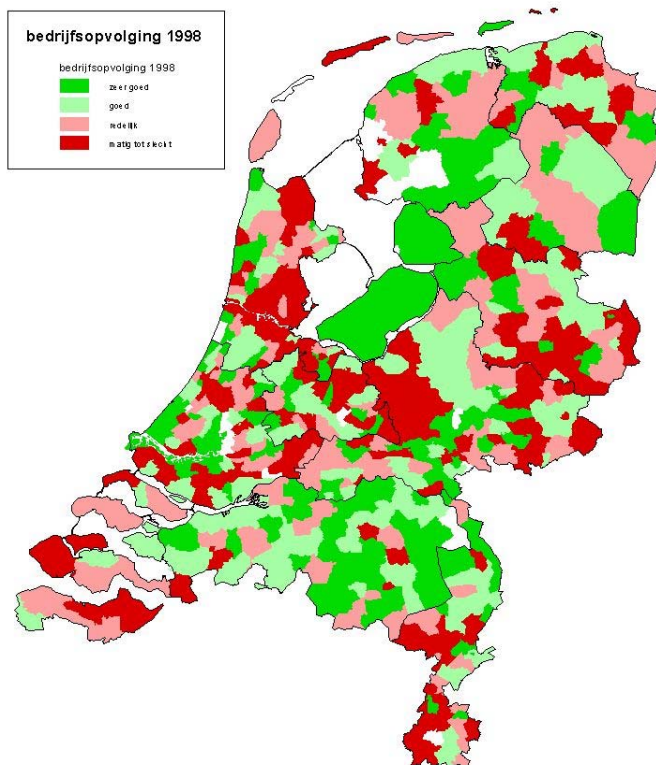 bedrijfsopvolging 1998
bedrijfsopvolging 1998
zeer goed
goed
redelijk
matig tot slecht